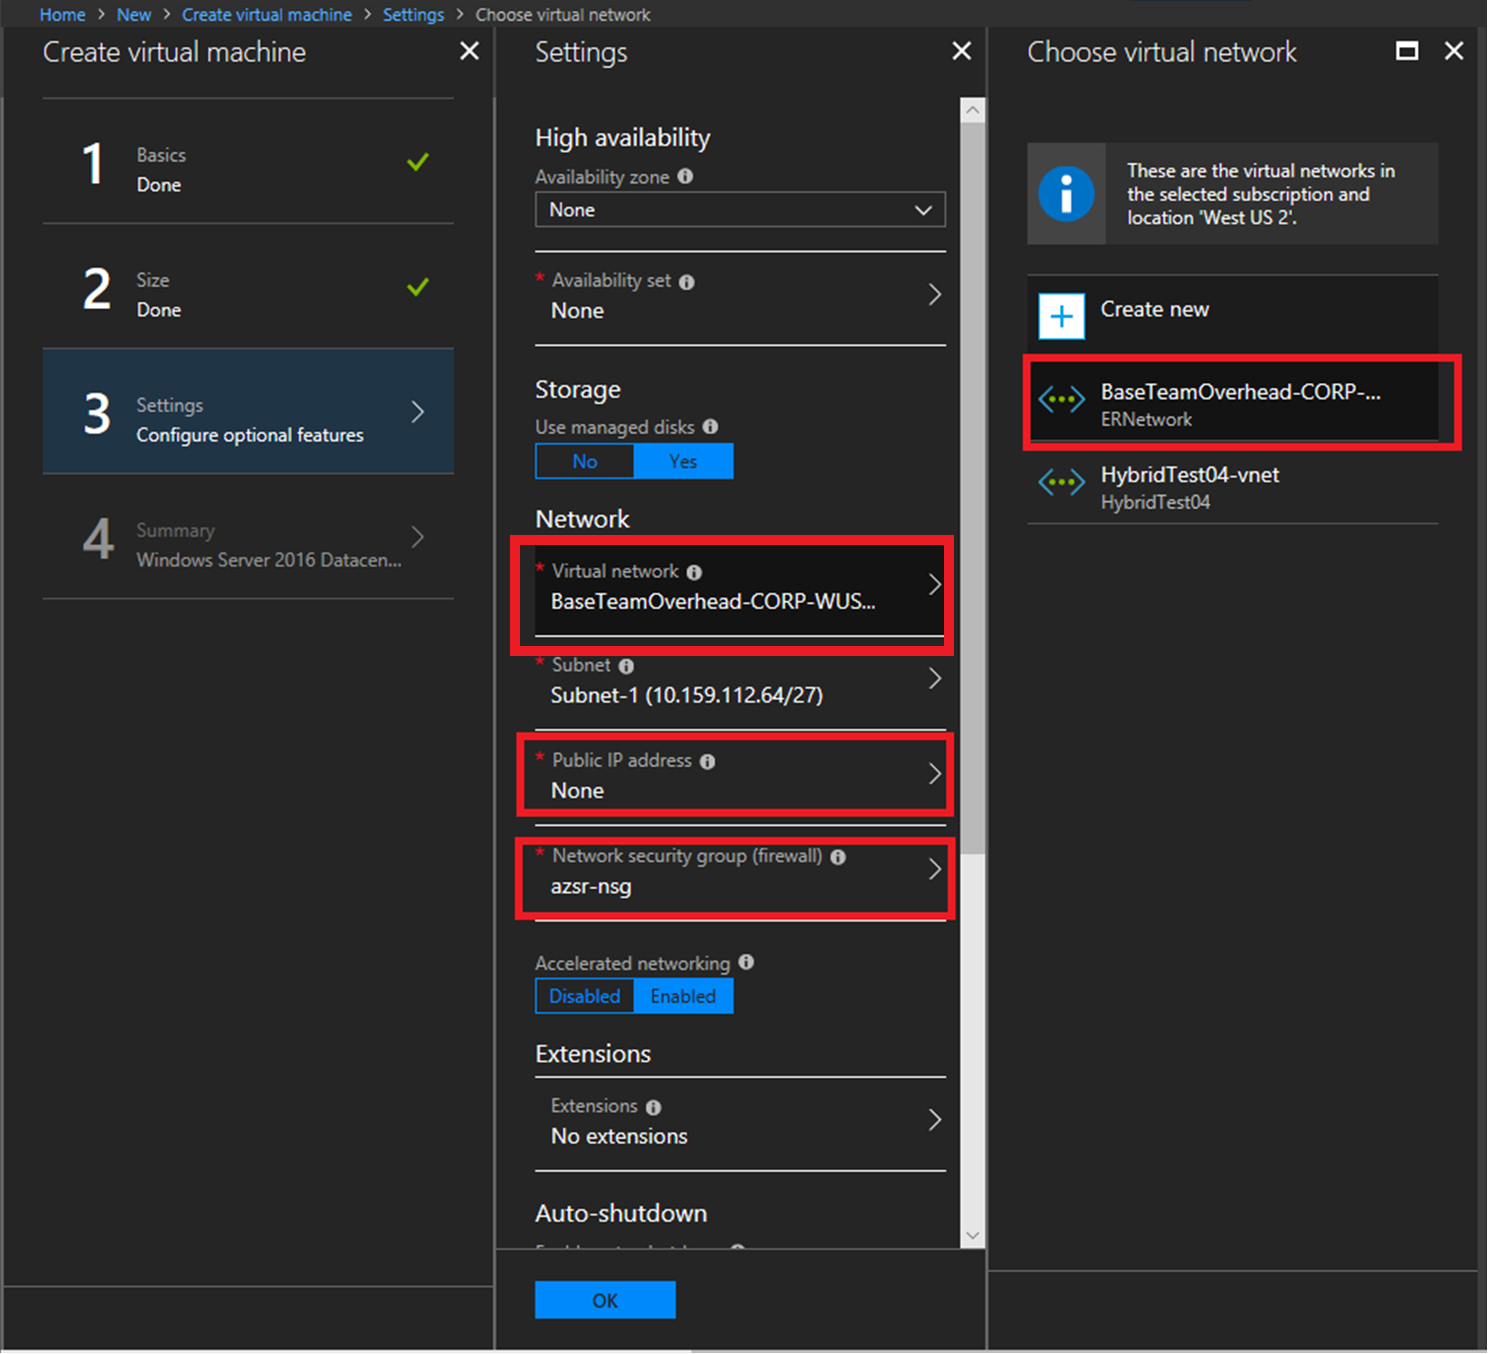 Home > New > Create virtual machine > Settings > Choose virtual network
Create virtual machine
1
Basics
Done
2
Size
Done
3
Settings
Configure optional features
4
Summary
Windows Server 2016 Datacen...
Settings
High availability
Availability zone
None
* Availability set
None
Storage
Use managed disks
No Yes
Network
* Virtual network
BaseTeamOverhead-CORP-WUS...
* Subnet
Subnet-1 (10.159.112.64/27)
* Public IP address
None
* Network security group (firewall)
azsr-nsg
Accelerated networking
Disabled Enabled
Extensions
Extensions
No extensions
Auto-shutdown
OK
Choose virtual network
These are the virtual networks in
the selected subscription and
location 'West US 2'.
Create new
BaseTeamOverhead-CORP-...
ERNetwork
HybridTest04-vnet
HybridTest04